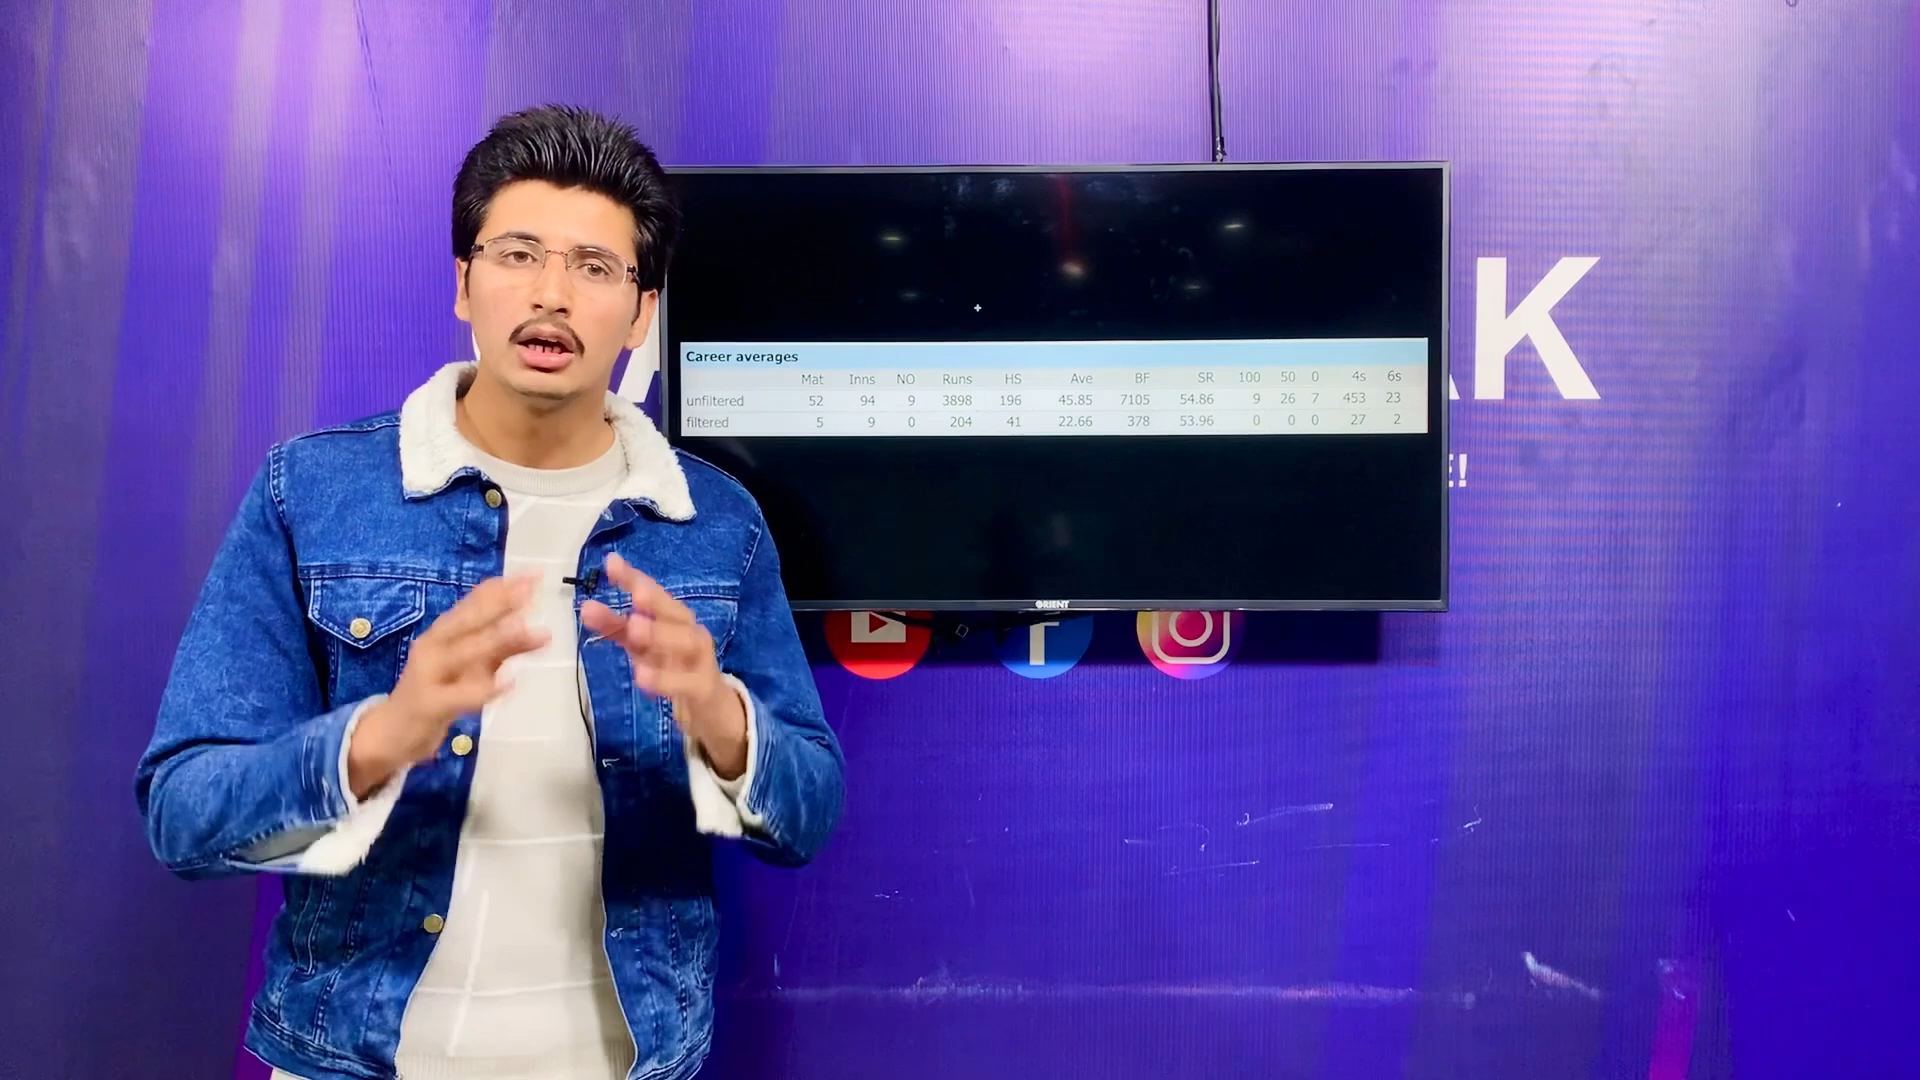 Career averages
Mat Inns NO Runs HS Ave BF SR 100 50 0 4s 6s
unfiltered 52 94 9 3898 196 45.85 7105 54.86 9 26 7 453 23
filtered 5 9 0 204 41 22.66 378 53.96 0 0 0 27 2
K
!
ORIENT
f